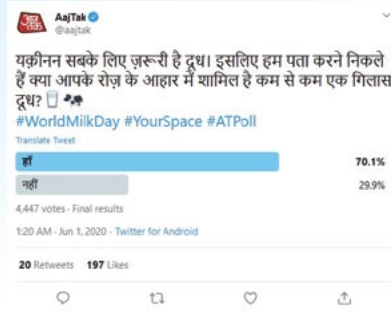 आज तक
AajTak
@aajtak
यक़ीनन सबके लिए ज़रूरी है दूध। इसलिए हम पता करने निकले
हैं क्या आपके रोज़ के आहार में शामिल है कम से कम एक गिलास
दूध?
#WorldMilkDay #YourSpace #ATPoll
Translate Tweet
हाँ 70.1%
नहीं 29.9%
4,447 votes · Final results
1:20 AM · Jun 1, 2020 · Twitter for Android
20 Retweets 197 Likes